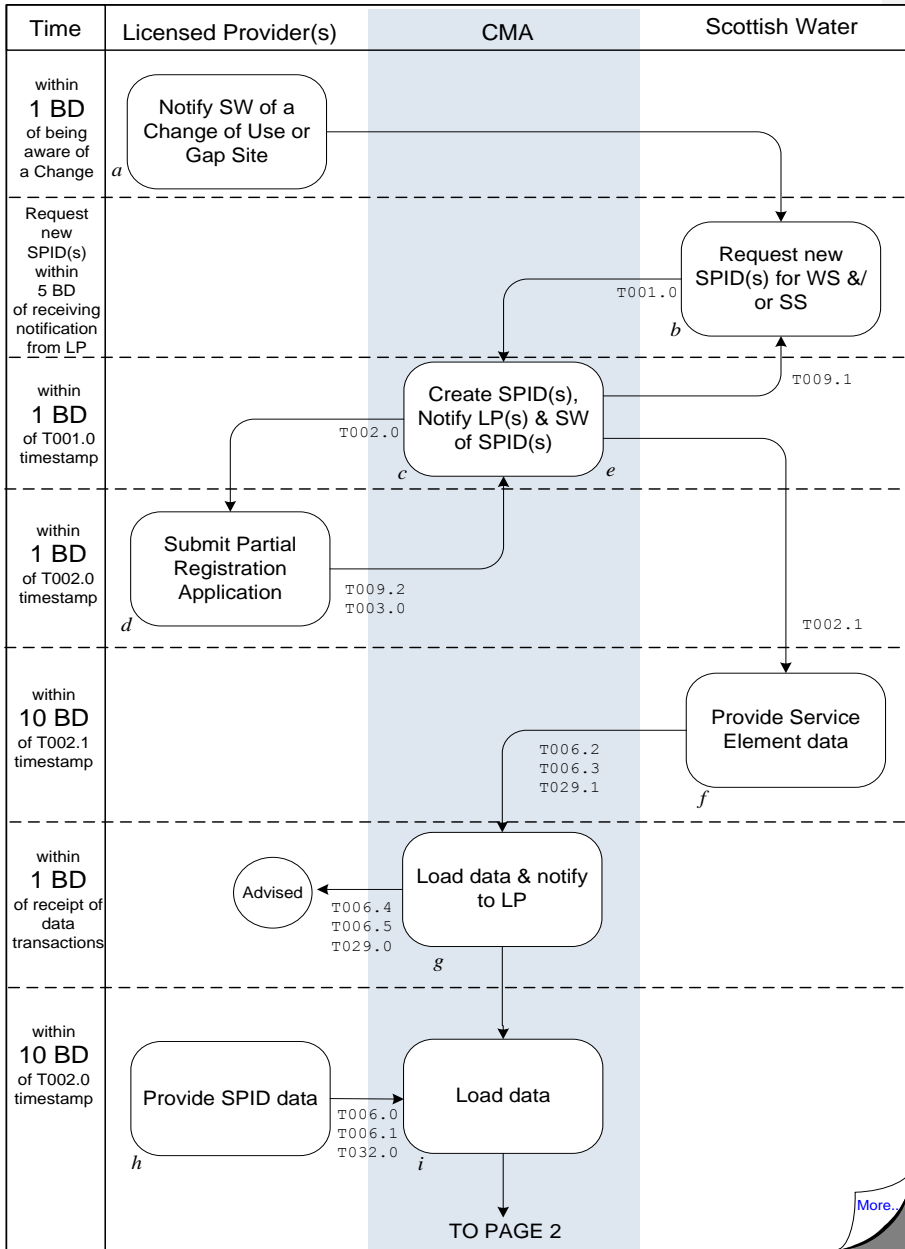 Time
Licensed Provider(s)
CMA
Scottish Water
within
1 BD
of being
aware of
a Change
Notify SW of a
Change of Use or
Gap Site
a
Request
new
SPID(s)
within
5 BD
of receiving
notification
from LP
Request new
SPID(s) for WS &/
or SS
b
T001.0
within
1 BD
of T001.0
timestamp
Create SPID(s),
Notify LP(s) & SW
of SPID(s)
c
e
T002.0
T009.1
within
1 BD
of T002.0
timestamp
Submit Partial
Registration
Application
d
T009.2
T003.0
T002.1
within
10 BD
of T002.1
timestamp
Provide Service
Element data
f
T006.2
T006.3
T029.1
within
1 BD
of receipt of
data
transactions
Advised
Load data & notify
to LP
g
T006.4
T006.5
T029.0
within
10 BD
of T002.0
timestamp
Provide SPID data
h
T006.0
T006.1
T032.0
Load data
i
TO PAGE 2
More..